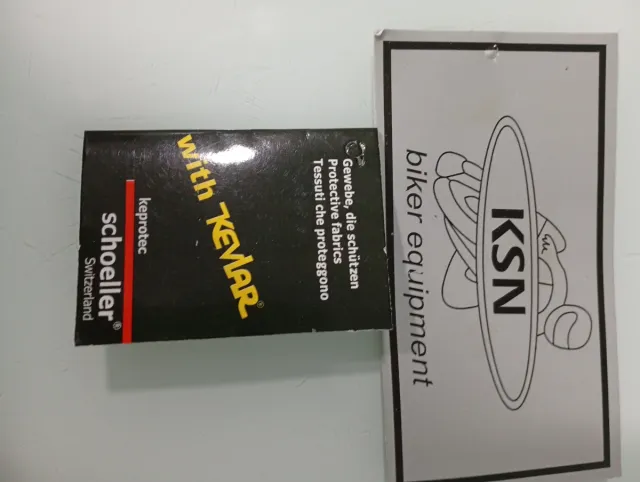 Gewebe, die schützen
Protective fabrics
Tessuti che proteggono
with KEVLAR®
keprotec
schoeller®
Switzerland
KSN
biker equipment